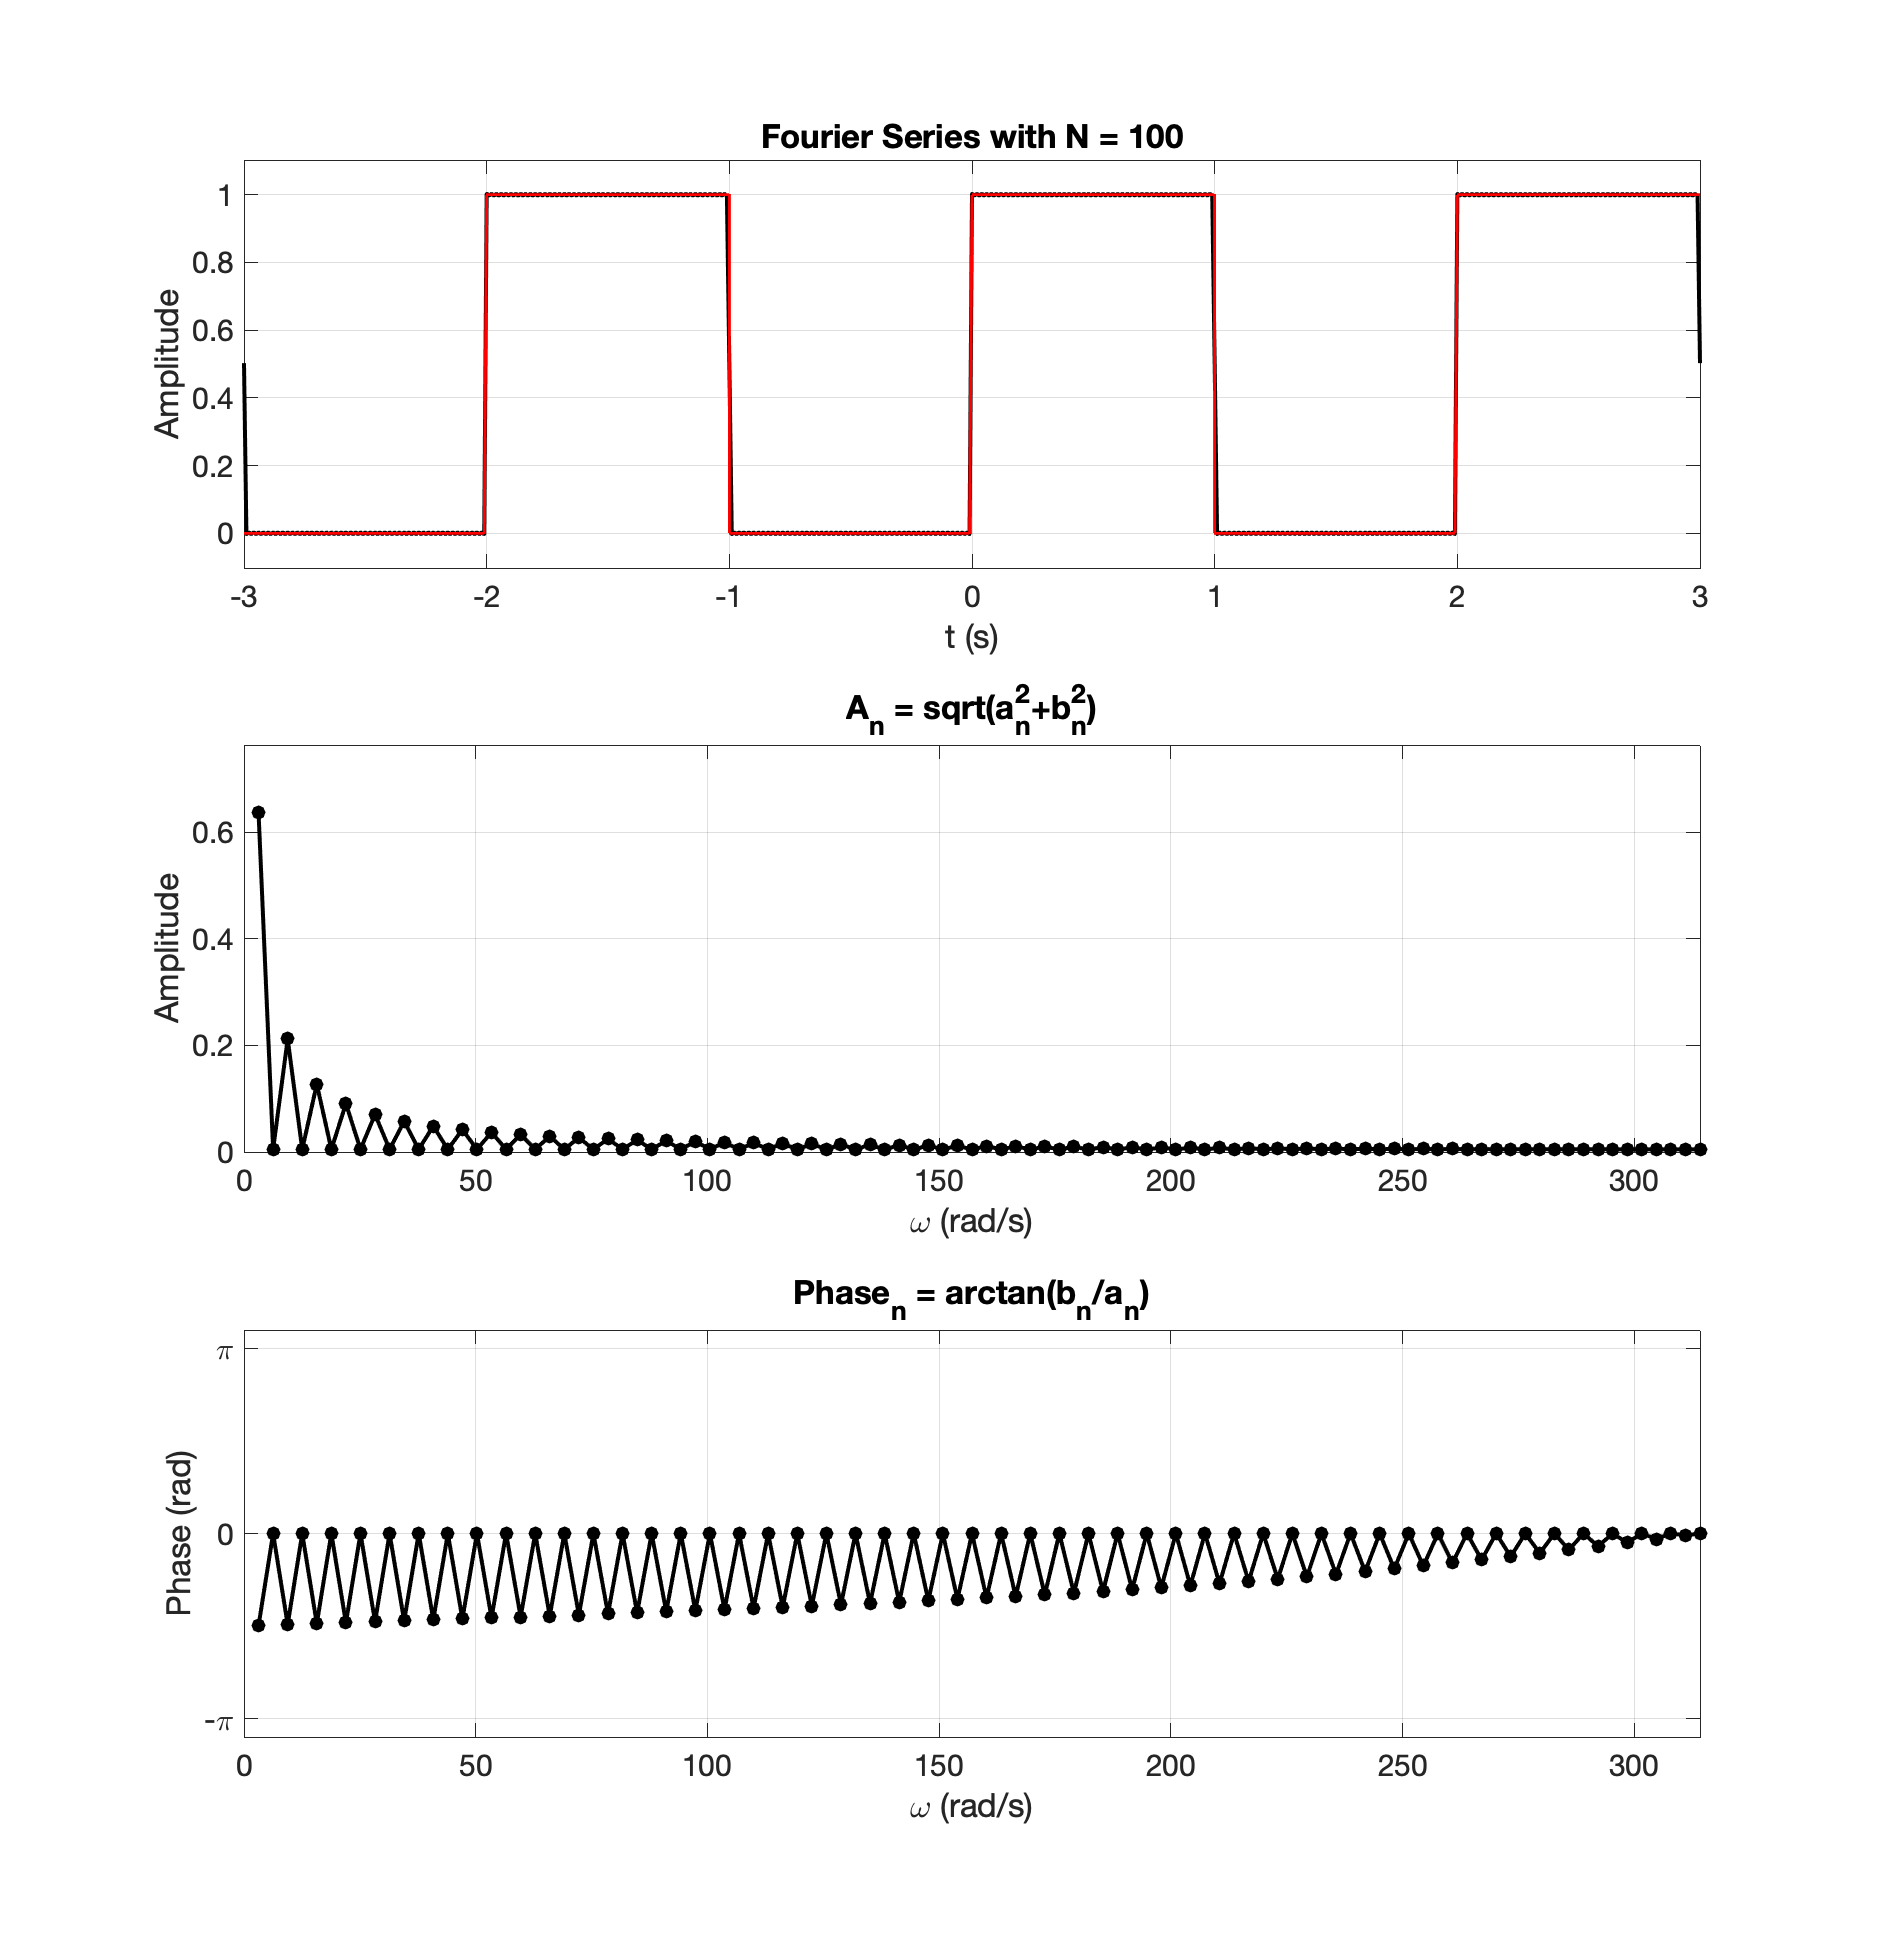 Fourier Series with N = 100
Amplitude
1
0.8
0.6
0.4
0.2
0
-3 -2 -1 0 1 2 3
t (s)
Aₙ = sqrt(aₙ²+bₙ²)
Amplitude
0.6
0.4
0.2
0
0 50 100 150 200 250 300
ω (rad/s)
Phaseₙ = arctan(bₙ/aₙ)
Phase (rad)
π
0
-π
0 50 100 150 200 250 300
ω (rad/s)